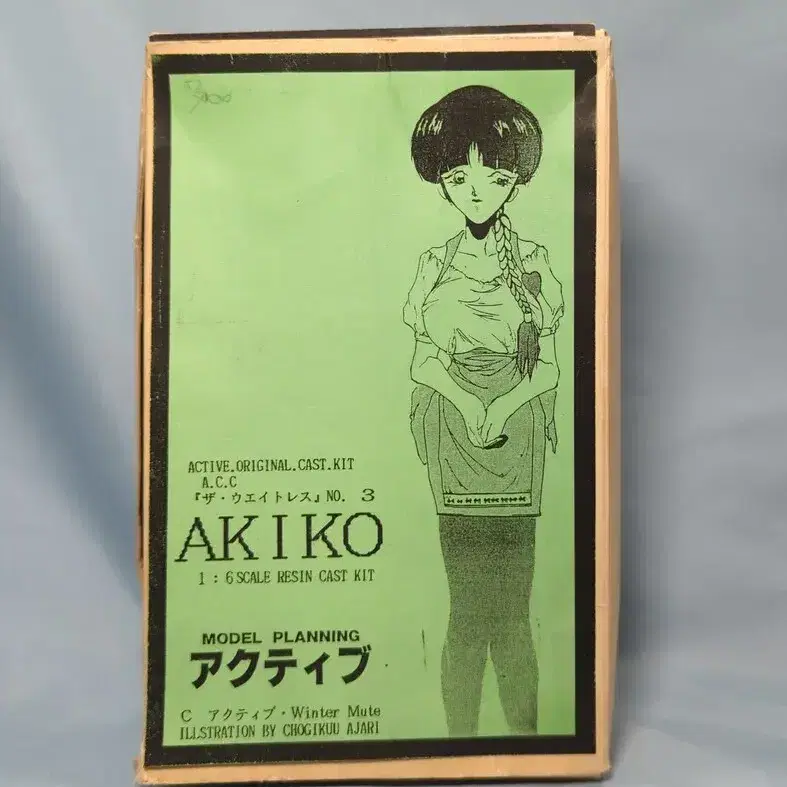 ACTIVE.ORIGINAL.CAST.KIT
A.C.C
『ザ・ウエイトレス』NO. 3
AKIKO
1 : 6 SCALE RESIN CAST KIT
MODEL PLANNING
アクティブ
C アクティブ・Winter Mute
ILLSTRATION BY CHOGIKUU AJARI